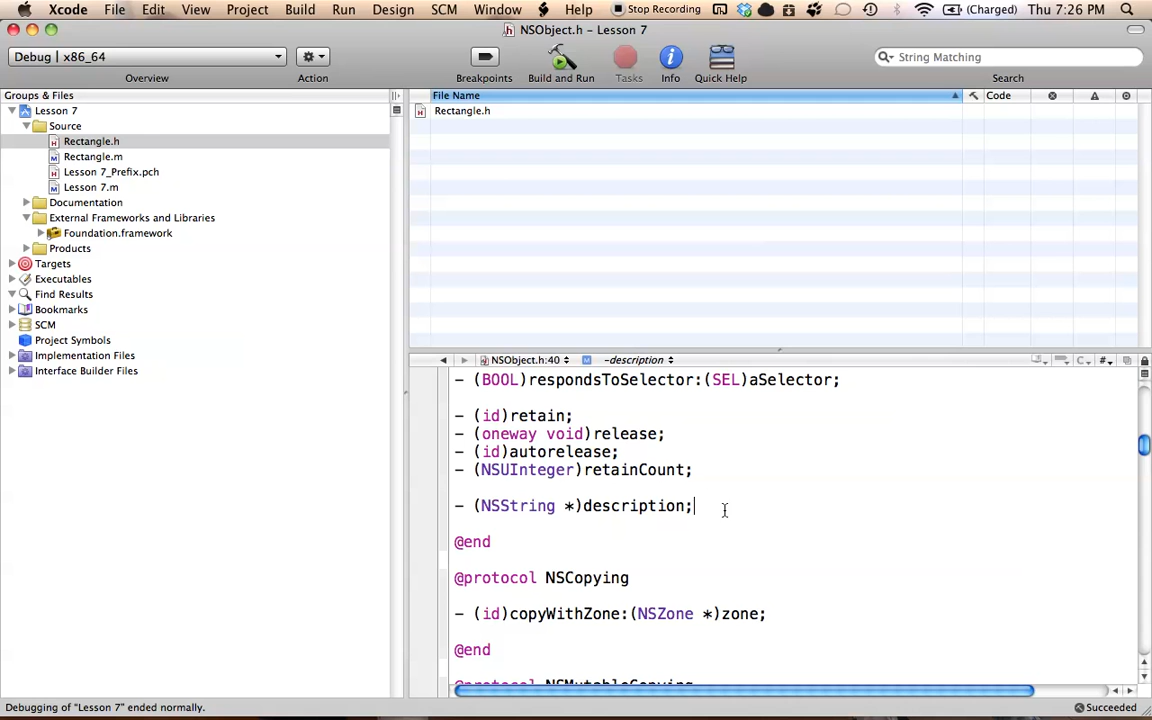 Xcode File Edit View Project Build Run Design SCM Window Help Stop Recording (Charged) Thu 7:26 PM
NSObject.h – Lesson 7
Debug | x86_64
String Matching
Overview Action Breakpoints Build and Run Tasks Info Quick Help Search
Groups & Files
File Name Code
Lesson 7
Rectangle.h
Source
Rectangle.h
Rectangle.m
Lesson 7_Prefix.pch
Lesson 7.m
Documentation
External Frameworks and Libraries
Foundation.framework
Products
Targets
Executables
Find Results
Bookmarks
SCM
Project Symbols
Implementation Files
Interface Builder Files
NSObject.h:40 -description
- (BOOL)respondsToSelector:(SEL)aSelector;
- (id)retain;
- (oneway void)release;
- (id)autorelease;
- (NSUInteger)retainCount;
- (NSString *)description;
@end
@protocol NSCopying
- (id)copyWithZone:(NSZone *)zone;
@end
@protocol NSMutableCopying
Debugging of "Lesson 7" ended normally.
Succeeded